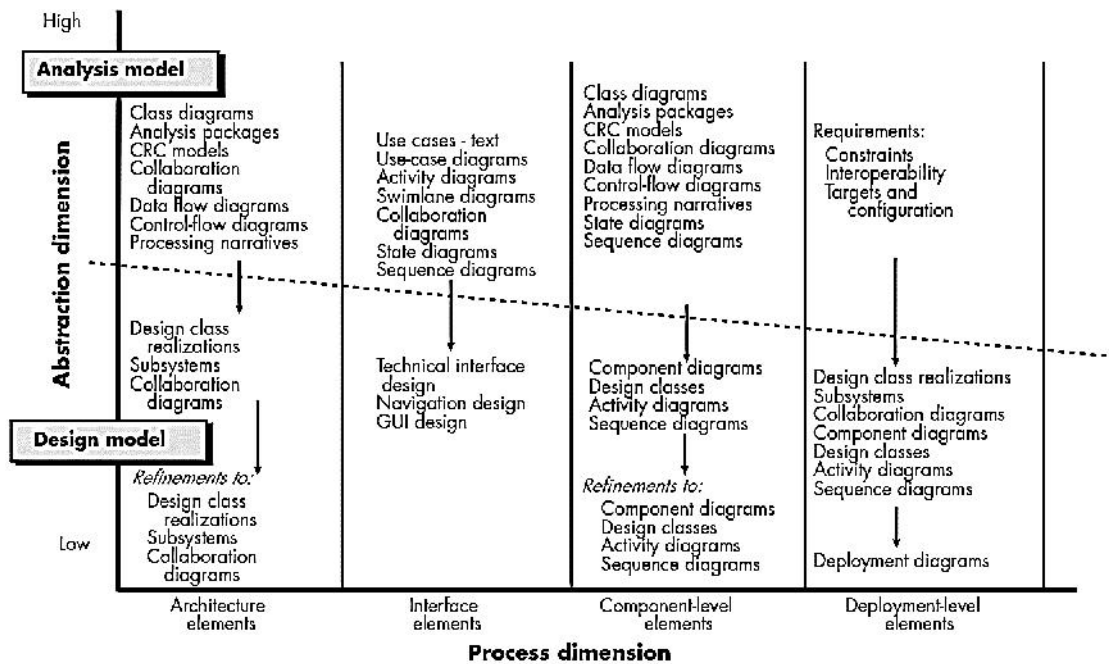 High
Analysis model
Abstraction dimension
Design model
Low
Class diagrams
Analysis packages
CRC models
Collaboration
diagrams
Data flow diagrams
Control-flow diagrams
Processing narratives
Design class
realizations
Subsystems
Collaboration
diagrams
Refinements to:
Design class
realizations
Subsystems
Collaboration
diagrams
Use cases - text
Use-case diagrams
Activity diagrams
Swimlane diagrams
Collaboration
diagrams
State diagrams
Sequence diagrams
Technical interface
design
Navigation design
GUI design
Class diagrams
Analysis packages
CRC models
Collaboration diagrams
Data flow diagrams
Control-flow diagrams
Processing narratives
State diagrams
Sequence diagrams
Component diagrams
Design classes
Activity diagrams
Sequence diagrams
Refinements to:
Component diagrams
Design classes
Activity diagrams
Sequence diagrams
Requirements:
Constraints
Interoperability
Targets and
configuration
Design class realizations
Subsystems
Collaboration diagrams
Component diagrams
Design classes
Activity diagrams
Sequence diagrams
Deployment diagrams
Architecture
elements
Interface
elements
Component-level
elements
Deployment-level
elements
Process dimension